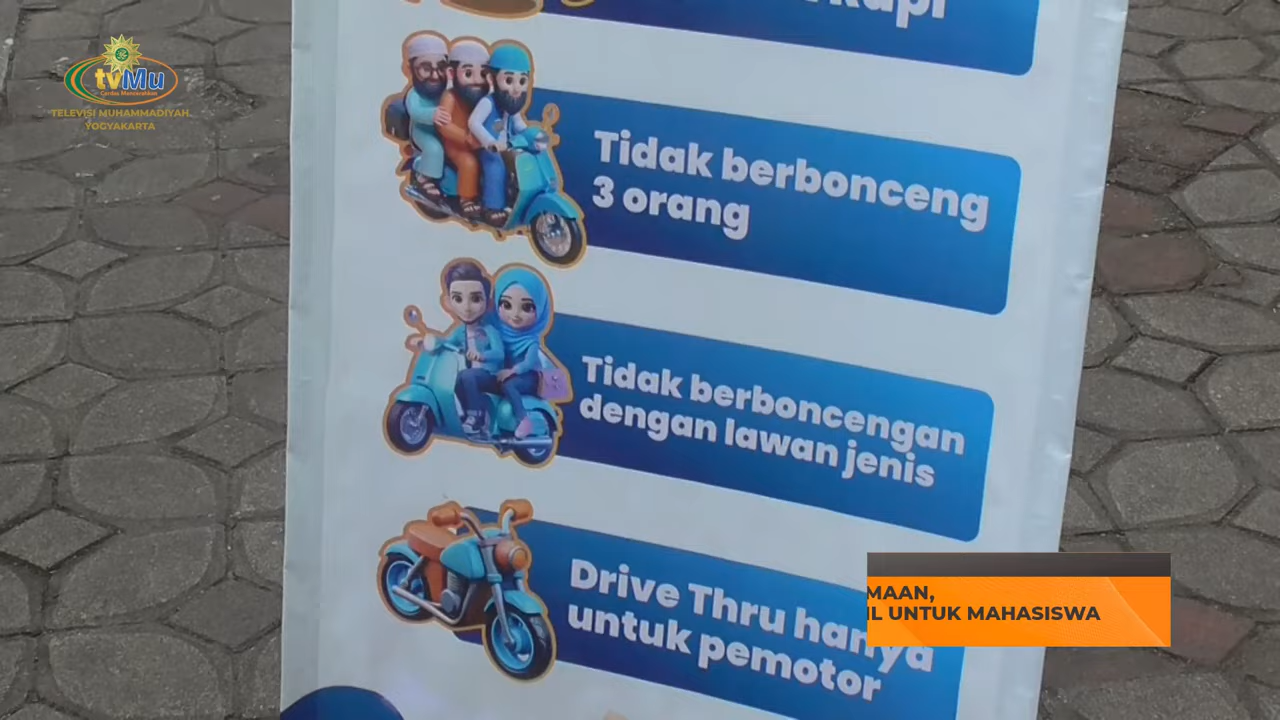 tvMu
Cerdas Mencerahkan
TELEVISI MUHAMMADIYAH
YOGYAKARTA
Tidak berbonceng
3 orang
Tidak berboncengan
dengan lawan jenis
Drive Thru hanya
untuk pemotor
UNTUK MAHASISWA